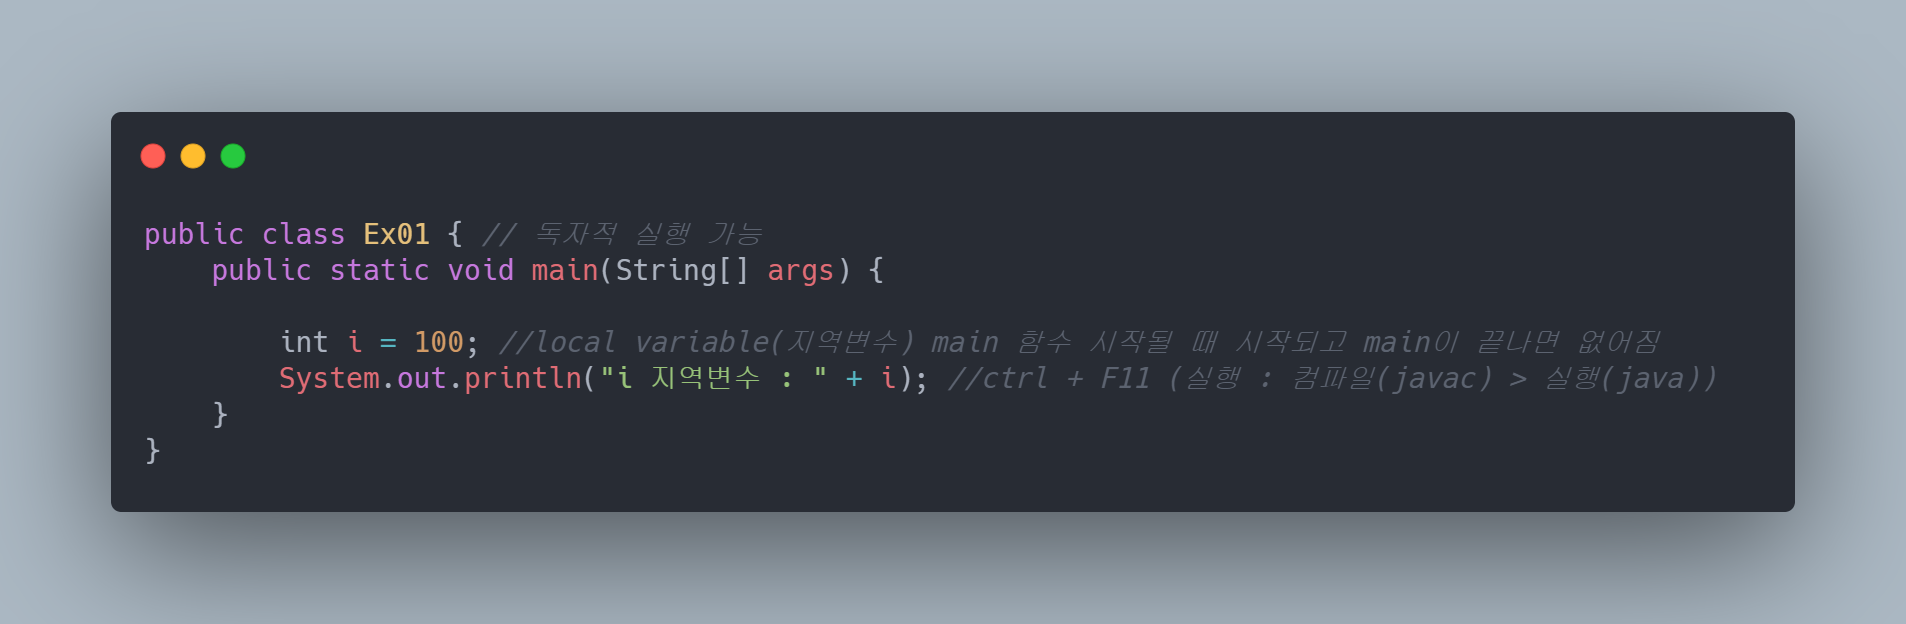 public class Ex01 { // 독자적 실행 가능
    public static void main(String[] args) {

        int i = 100; //local variable(지역변수) main 함수 시작될 때 시작되고 main이 끝나면 없어짐
        System.out.println("i 지역변수 : " + i); //ctrl + F11 (실행 : 컴파일(javac) > 실행(java))
    }
}